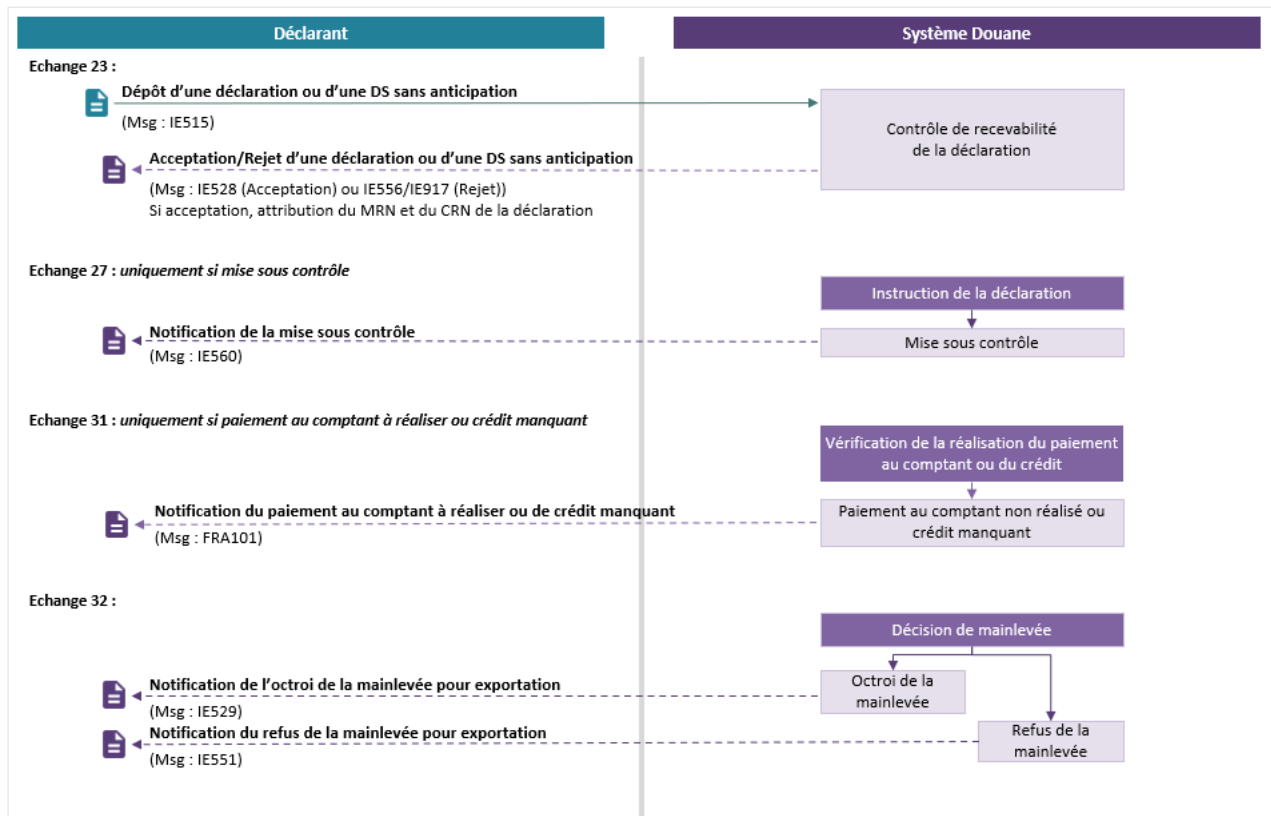 Déclarant
Système Douane
Echange 23 :
Dépôt d’une déclaration ou d’une DS sans anticipation
(Msg : IE515)
Contrôle de recevabilité
de la déclaration
Acceptation/Rejet d’une déclaration ou d’une DS sans anticipation
(Msg : IE528 (Acceptation) ou IE556/IE917 (Rejet))
Si acceptation, attribution du MRN et du CRN de la déclaration
Echange 27 : uniquement si mise sous contrôle
Instruction de la déclaration
Notification de la mise sous contrôle
(Msg : IE560)
Mise sous contrôle
Echange 31 : uniquement si paiement au comptant à réaliser ou crédit manquant
Vérification de la réalisation du paiement
au comptant ou du crédit
Notification du paiement au comptant à réaliser ou de crédit manquant
(Msg : FRA101)
Paiement au comptant non réalisé ou
crédit manquant
Echange 32 :
Décision de mainlevée
Notification de l’octroi de la mainlevée pour exportation
(Msg : IE529)
Octroi de la
mainlevée
Notification du refus de la mainlevée pour exportation
(Msg : IE551)
Refus de la
mainlevée